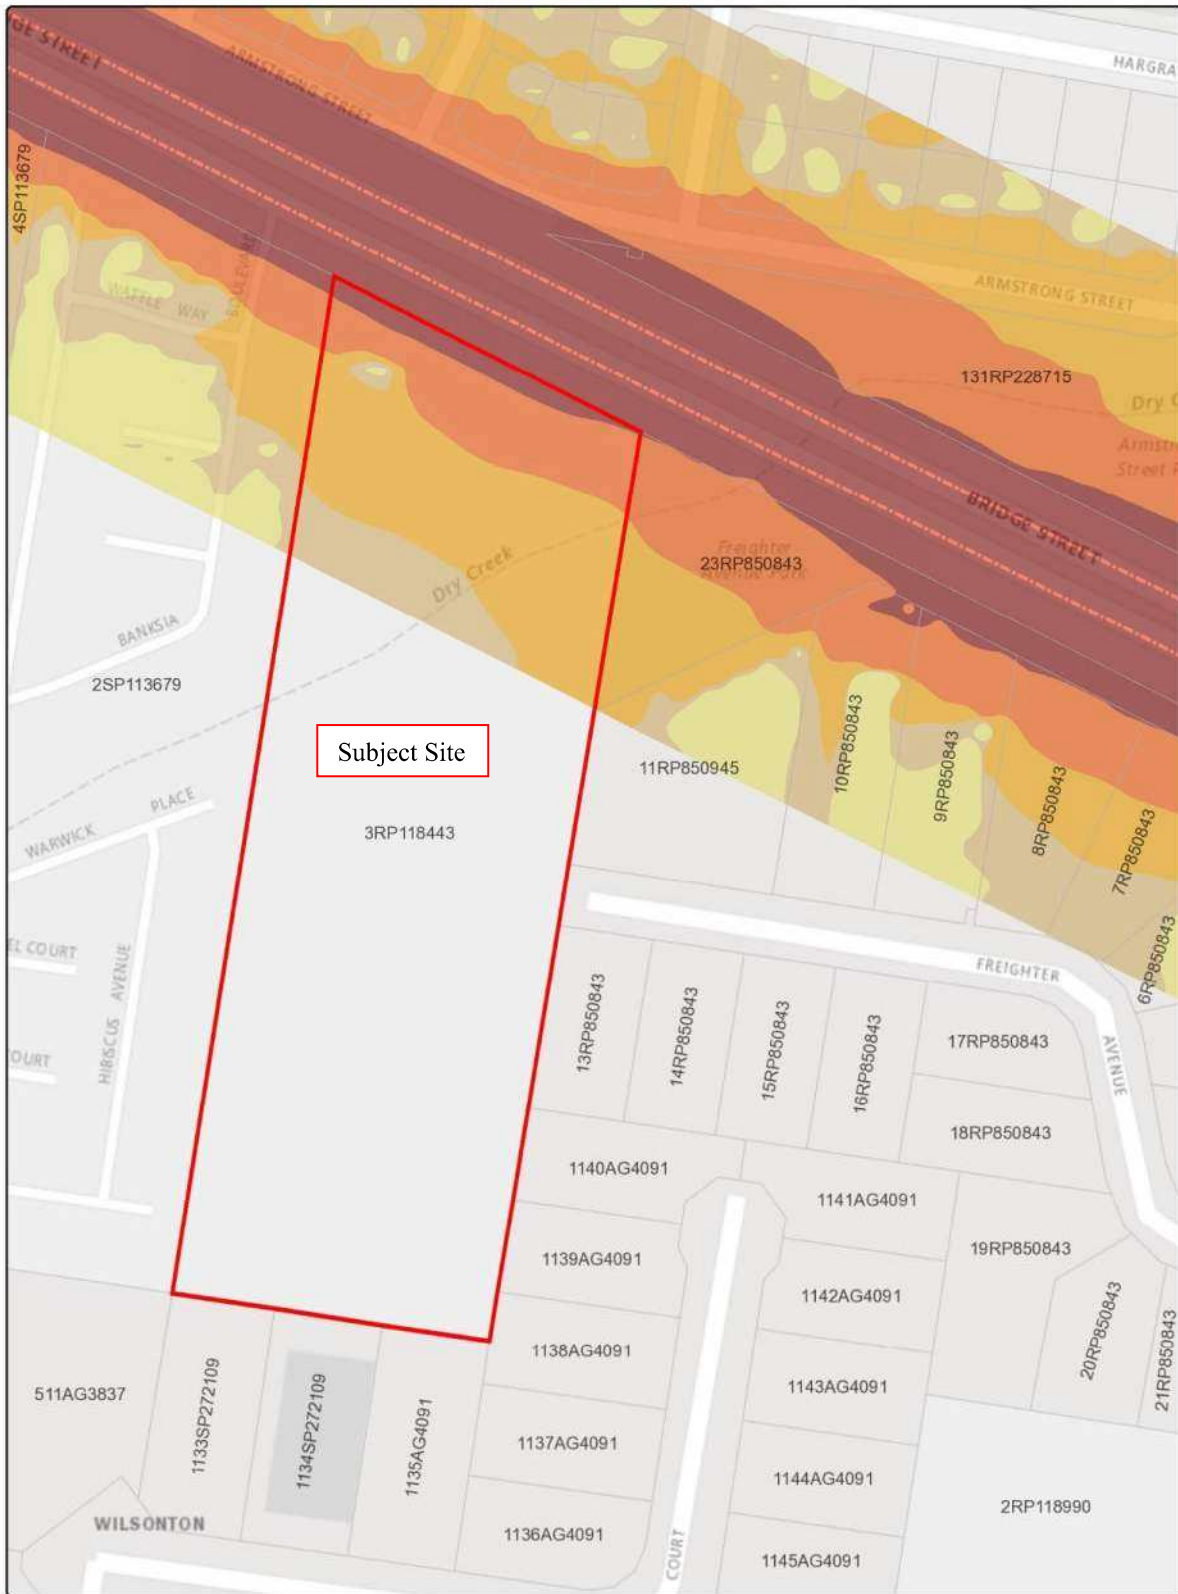 GE STREET
ARMSTRONG STREET
HARGRA
4SP113679
BOULEVARD
WATTLE WAY
ARMSTRONG STREET
131RP228715
Dry C
Armstr
Street P
BRIDGE STREET
Freighter
Avenue Park
23RP850843
Dry Creek
BANKSIA
2SP113679
Subject Site
11RP850945
10RP850843
9RP850843
8RP850843
7RP850843
6RP850843
WARWICK PLACE
3RP118443
EL COURT
HIBISCUS AVENUE
COURT
FREIGHTER
AVENUE
13RP850843
14RP850843
15RP850843
16RP850843
17RP850843
18RP850843
1140AG4091
1141AG4091
1139AG4091
19RP850843
1142AG4091
20RP850843
21RP850843
1138AG4091
511AG3837
1133SP272109
1134SP272109
1135AG4091
1143AG4091
1137AG4091
1144AG4091
2RP118990
WILSONTON
1136AG4091
COURT
1145AG4091